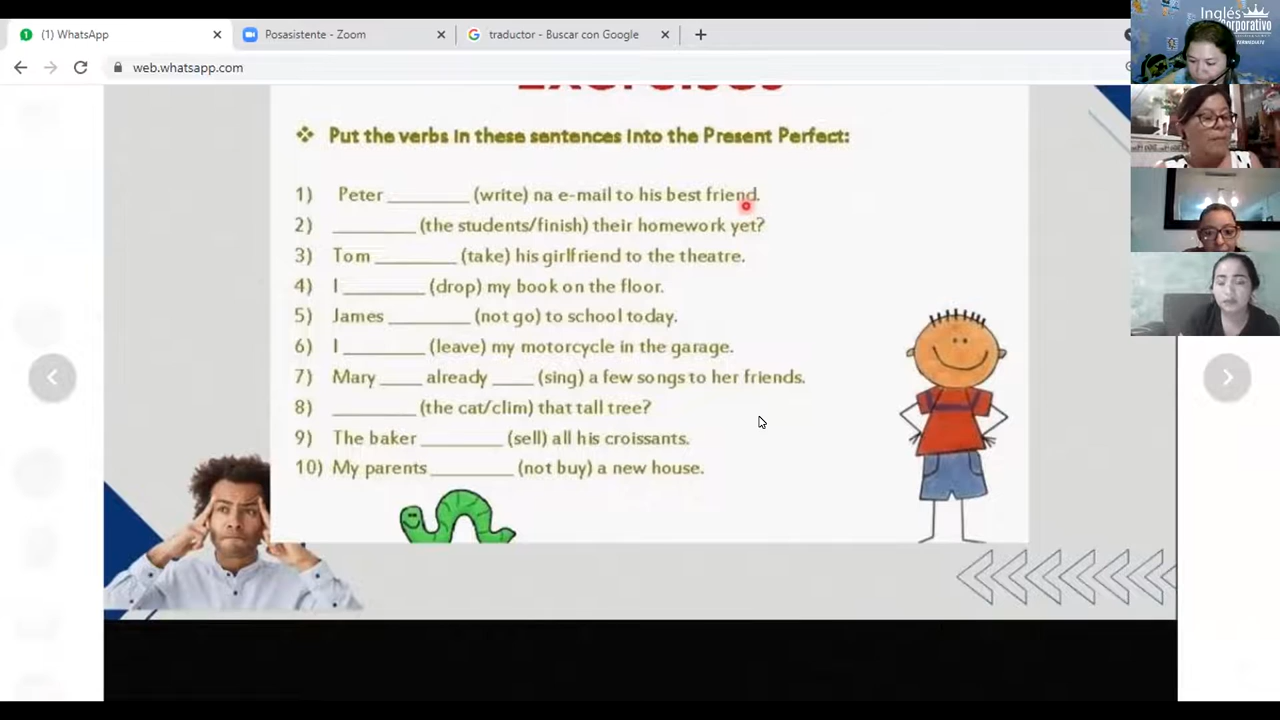 (1) WhatsApp
Posasistente - Zoom
traductor - Buscar con Google
web.whatsapp.com
Inglés
Corporativo
INTERMEDIATE
Exercises
Put the verbs in these sentences into the Present Perfect:
1) Peter ________ (write) na e-mail to his best friend.
2) ________ (the students/finish) their homework yet?
3) Tom ________ (take) his girlfriend to the theatre.
4) I ________ (drop) my book on the floor.
5) James ________ (not go) to school today.
6) I ________ (leave) my motorcycle in the garage.
7) Mary ____ already ____ (sing) a few songs to her friends.
8) ________ (the cat/clim) that tall tree?
9) The baker ________ (sell) all his croissants.
10) My parents ________ (not buy) a new house.